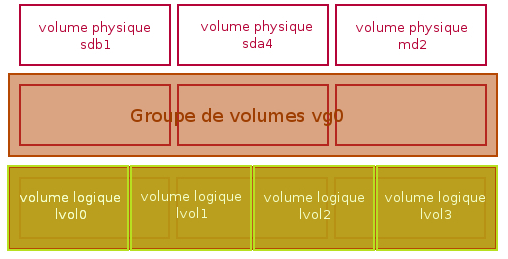 volume physique
sdb1
volume physique
sda4
volume physique
md2
Groupe de volumes vg0
volume logique
lvol0
volume logique
lvol1
volume logique
lvol2
volume logique
lvol3